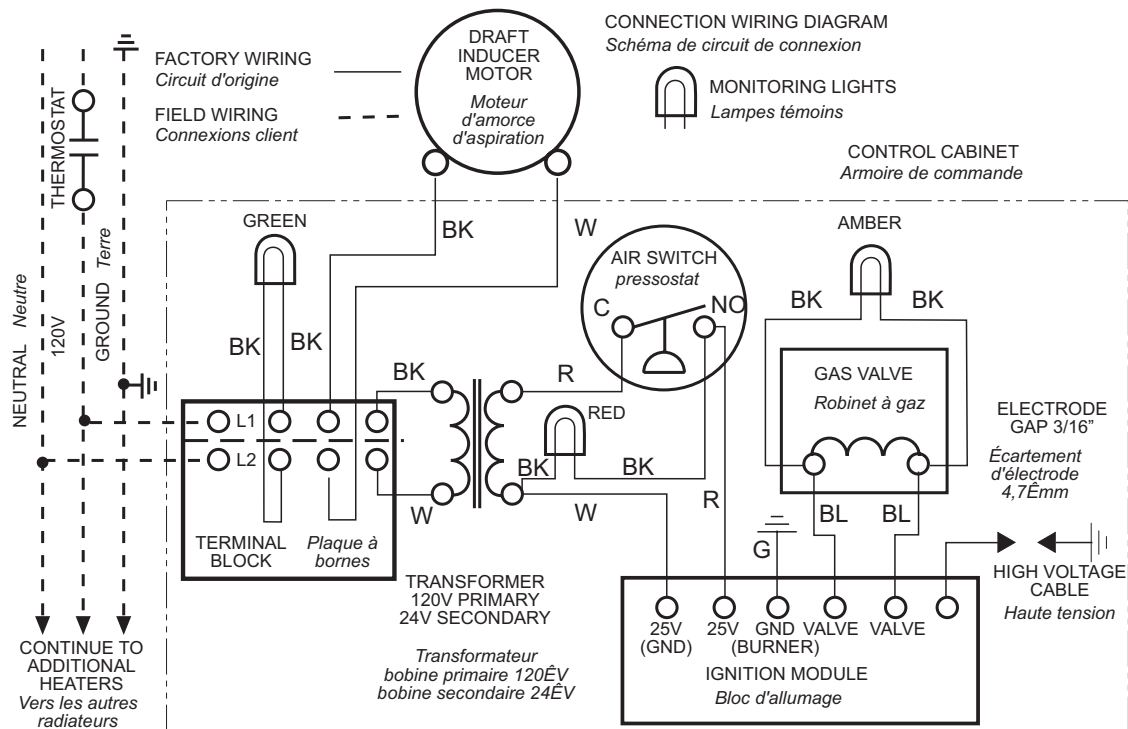 CONNECTION WIRING DIAGRAM
Schéma de circuit de connexion
FACTORY WIRING
Circuit d'origine
FIELD WIRING
Connexions client
DRAFT
INDUCER
MOTOR
Moteur
d'amorce
d'aspiration
MONITORING LIGHTS
Lampes témoins
CONTROL CABINET
Armoire de commande
THERMOSTAT
NEUTRAL Neutre
120V
GROUND Terre
GREEN
BK
W
AIR SWITCH
pressostat
C
NO
AMBER
BK
BK
BK
BK
BK
R
RED
GAS VALVE
Robinet à gaz
L1
L2
BK
BK
W
W
R
G
BL
BL
ELECTRODE
GAP 3/16”
Écartement
d'électrode
4,7Êmm
TERMINAL
BLOCK
Plaque à
bornes
TRANSFORMER
120V PRIMARY
24V SECONDARY
Transformateur
bobine primaire 120ÊV
bobine secondaire 24ÊV
HIGH VOLTAGE
CABLE
Haute tension
25V
(GND)
25V
GND
(BURNER)
VALVE
VALVE
IGNITION MODULE
Bloc d'allumage
CONTINUE TO
ADDITIONAL
HEATERS
Vers les autres
radiateurs